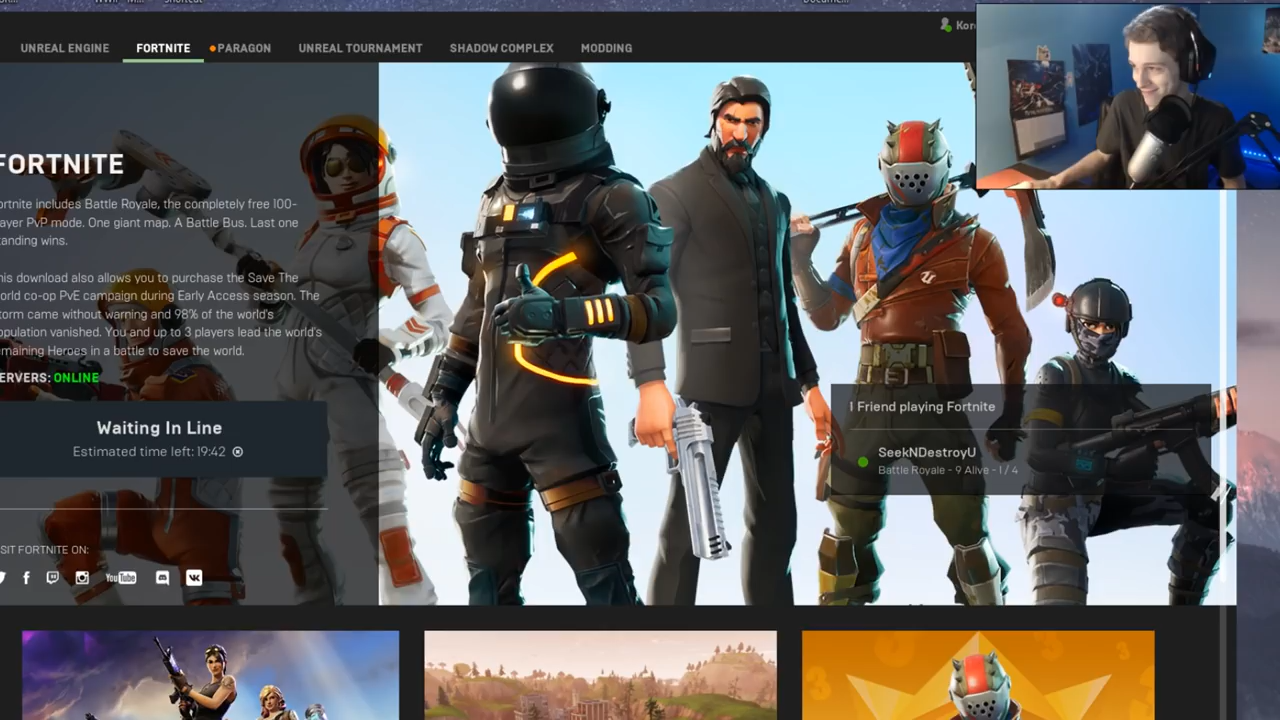 Kor
UNREAL ENGINE
FORTNITE
PARAGON
UNREAL TOURNAMENT
SHADOW COMPLEX
MODDING
FORTNITE
ortnite includes Battle Royale, the completely free 100-
ayer PvP mode. One giant map. A Battle Bus. Last one
tanding wins.
his download also allows you to purchase the Save The
orld co-op PvE campaign during Early Access season. The
torm came without warning and 98% of the world's
opulation vanished. You and up to 3 players lead the world's
emaining Heroes in a battle to save the world.
ERVERS: ONLINE
Waiting In Line
Estimated time left: 19:42
1 Friend playing Fortnite
SeekNDestroyU
Battle Royale - 9 Alive - 1 / 4
SIT FORTNITE ON:
You Tube